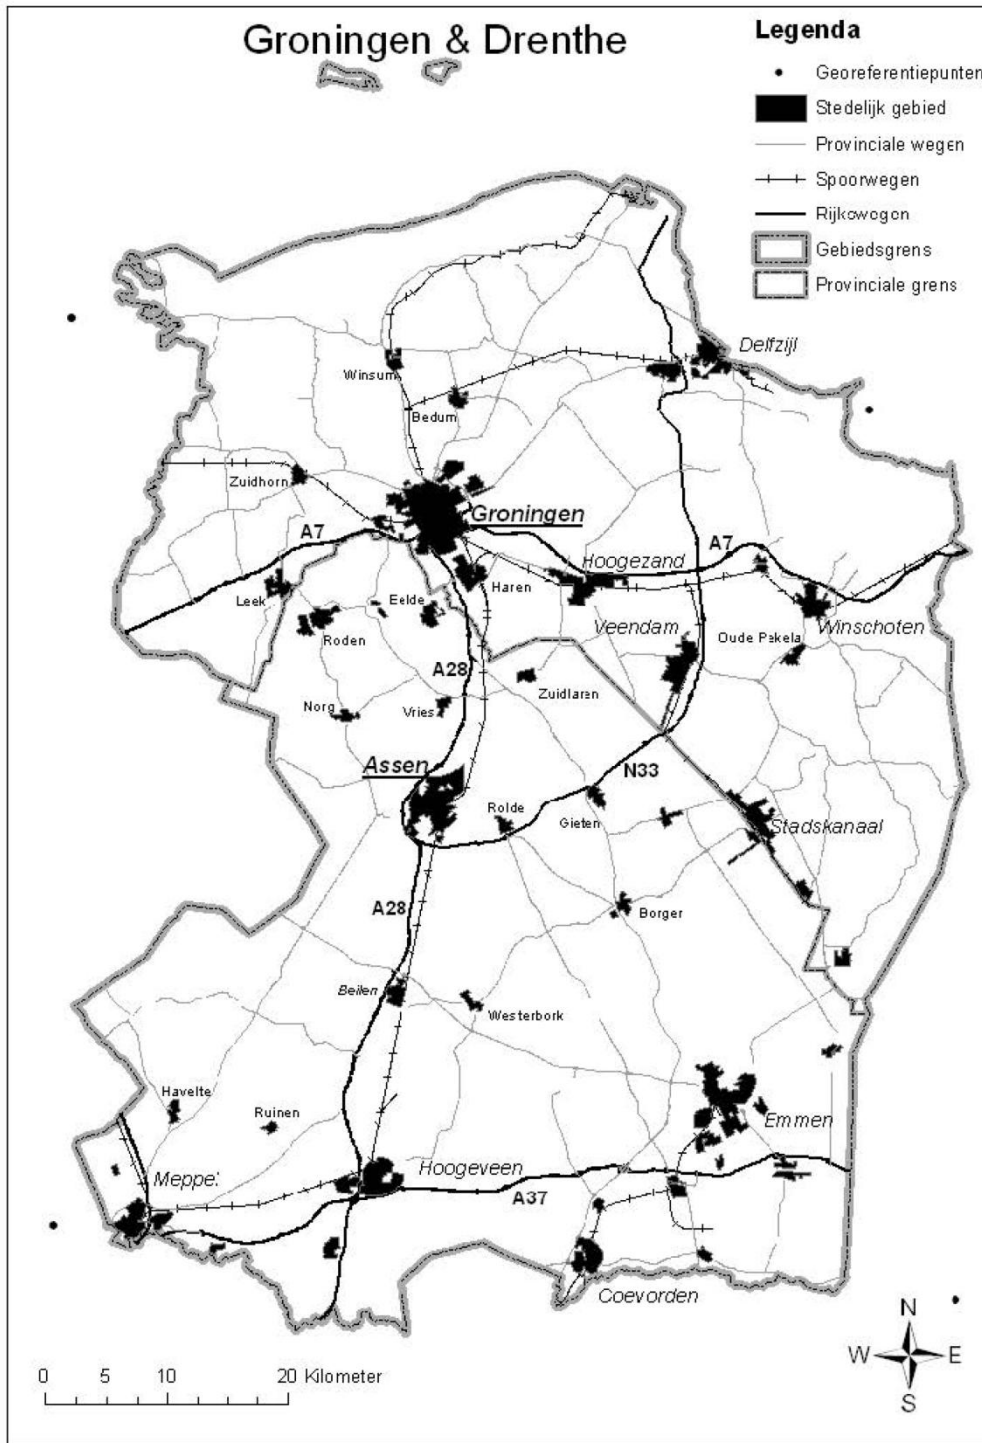 Groningen & Drenthe
Legenda
Georeferentiepunten
Stedelijk gebied
Provinciale wegen
Spoorwegen
Rijkswegen
Gebiedsgrens
Provinciale grens
Delfzijl
Winsum
Bedum
Zuidhorn
Groningen
A7
Hoogezand
A7
Leek
Eelde
Haren
Roden
Veendam
Oude Pekela
Winschoten
A28
Zuidlaren
Norg
Vries
Assen
N33
Rolde
Gieten
Stadskanaal
A28
Borger
Beilen
Westerbork
Havelte
Ruinen
Emmen
Meppel
Hoogeveen
A37
Coevorden
N
W E
S
0 5 10 20 Kilometer